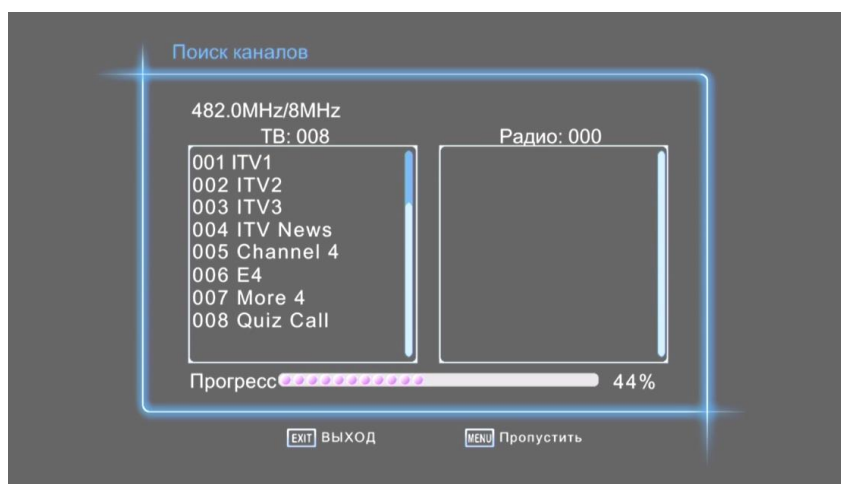 Поиск каналов
482.0MHz/8MHz
ТВ: 008
Радио: 000
001 ITV1
002 ITV2
003 ITV3
004 ITV News
005 Channel 4
006 E4
007 More 4
008 Quiz Call
Прогресс 44%
EXIT ВЫХОД
MENU Пропустить